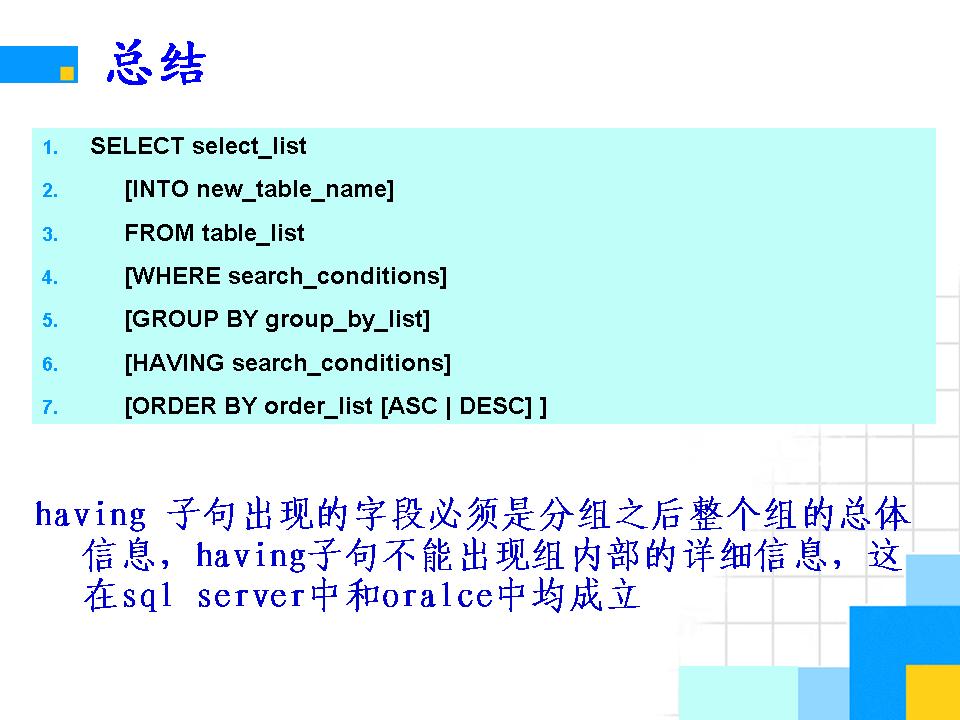 总结
1. SELECT select_list
2. [INTO new_table_name]
3. FROM table_list
4. [WHERE search_conditions]
5. [GROUP BY group_by_list]
6. [HAVING search_conditions]
7. [ORDER BY order_list [ASC | DESC] ]
having 子句出现的字段必须是分组之后整个组的总体
信息，having子句不能出现组内部的详细信息，这
在sql server中和oralce中均成立